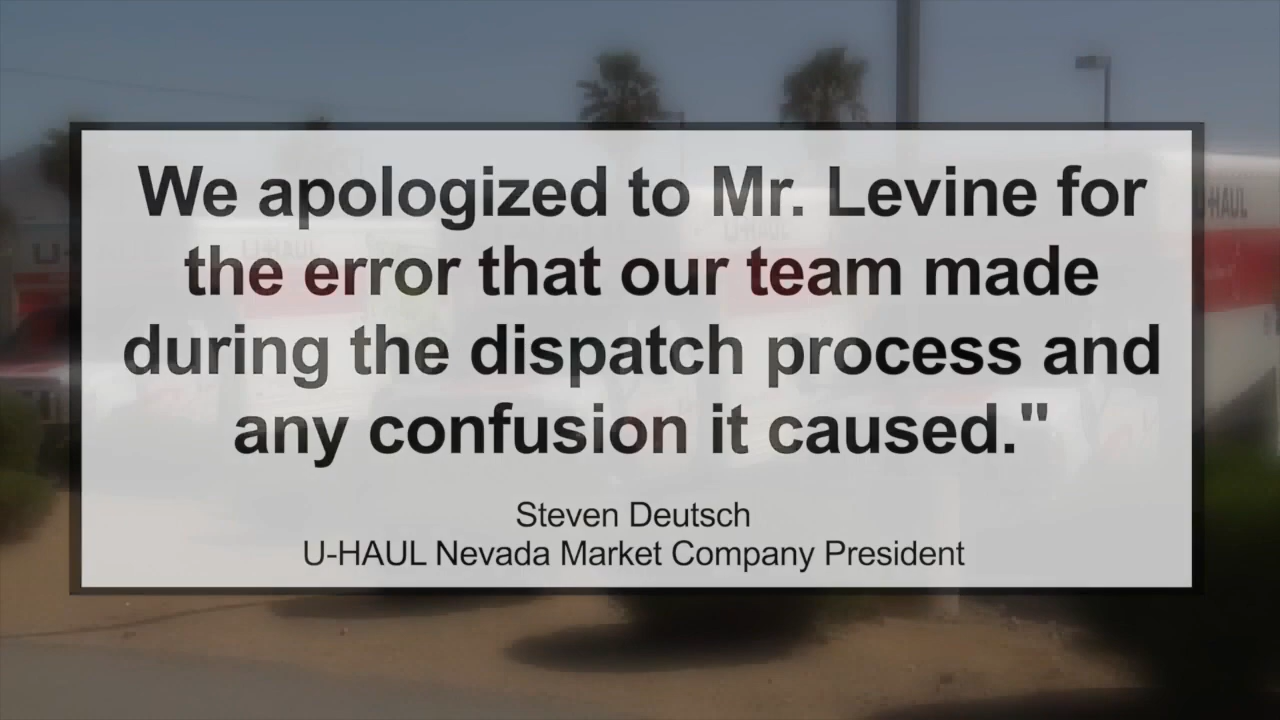 We apologized to Mr. Levine for
the error that our team made
during the dispatch process and
any confusion it caused."
Steven Deutsch
U-HAUL Nevada Market Company President
U-HAUL